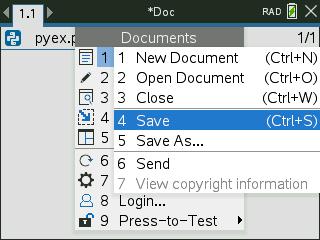 1.1 *Doc RAD
pyex.p 1/1
Documents
1 1 New Document (Ctrl+N)
2 2 Open Document (Ctrl+O)
3 3 Close (Ctrl+W)
4 4 Save (Ctrl+S)
5 5 Save As...
6 6 Send
7 7 View copyright information
8 Login...
9 Press-to-Test